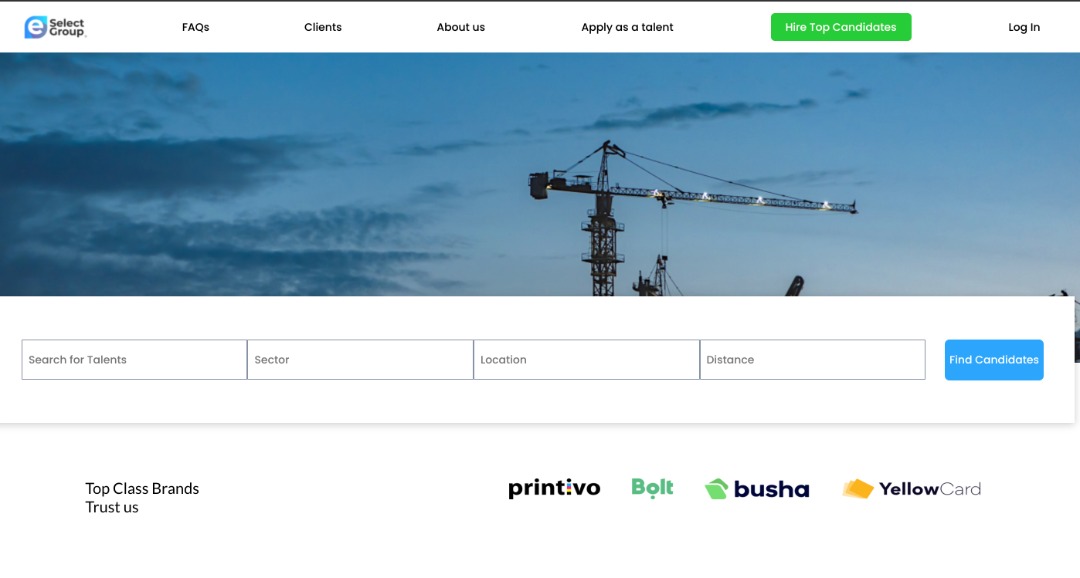 e Select
Group
FAQs
Clients
About us
Apply as a talent
Hire Top Candidates
Log In
Search for Talents
Sector
Location
Distance
Find Candidates
Top Class Brands
Trust us
printivo
Bolt
busha
YellowCard